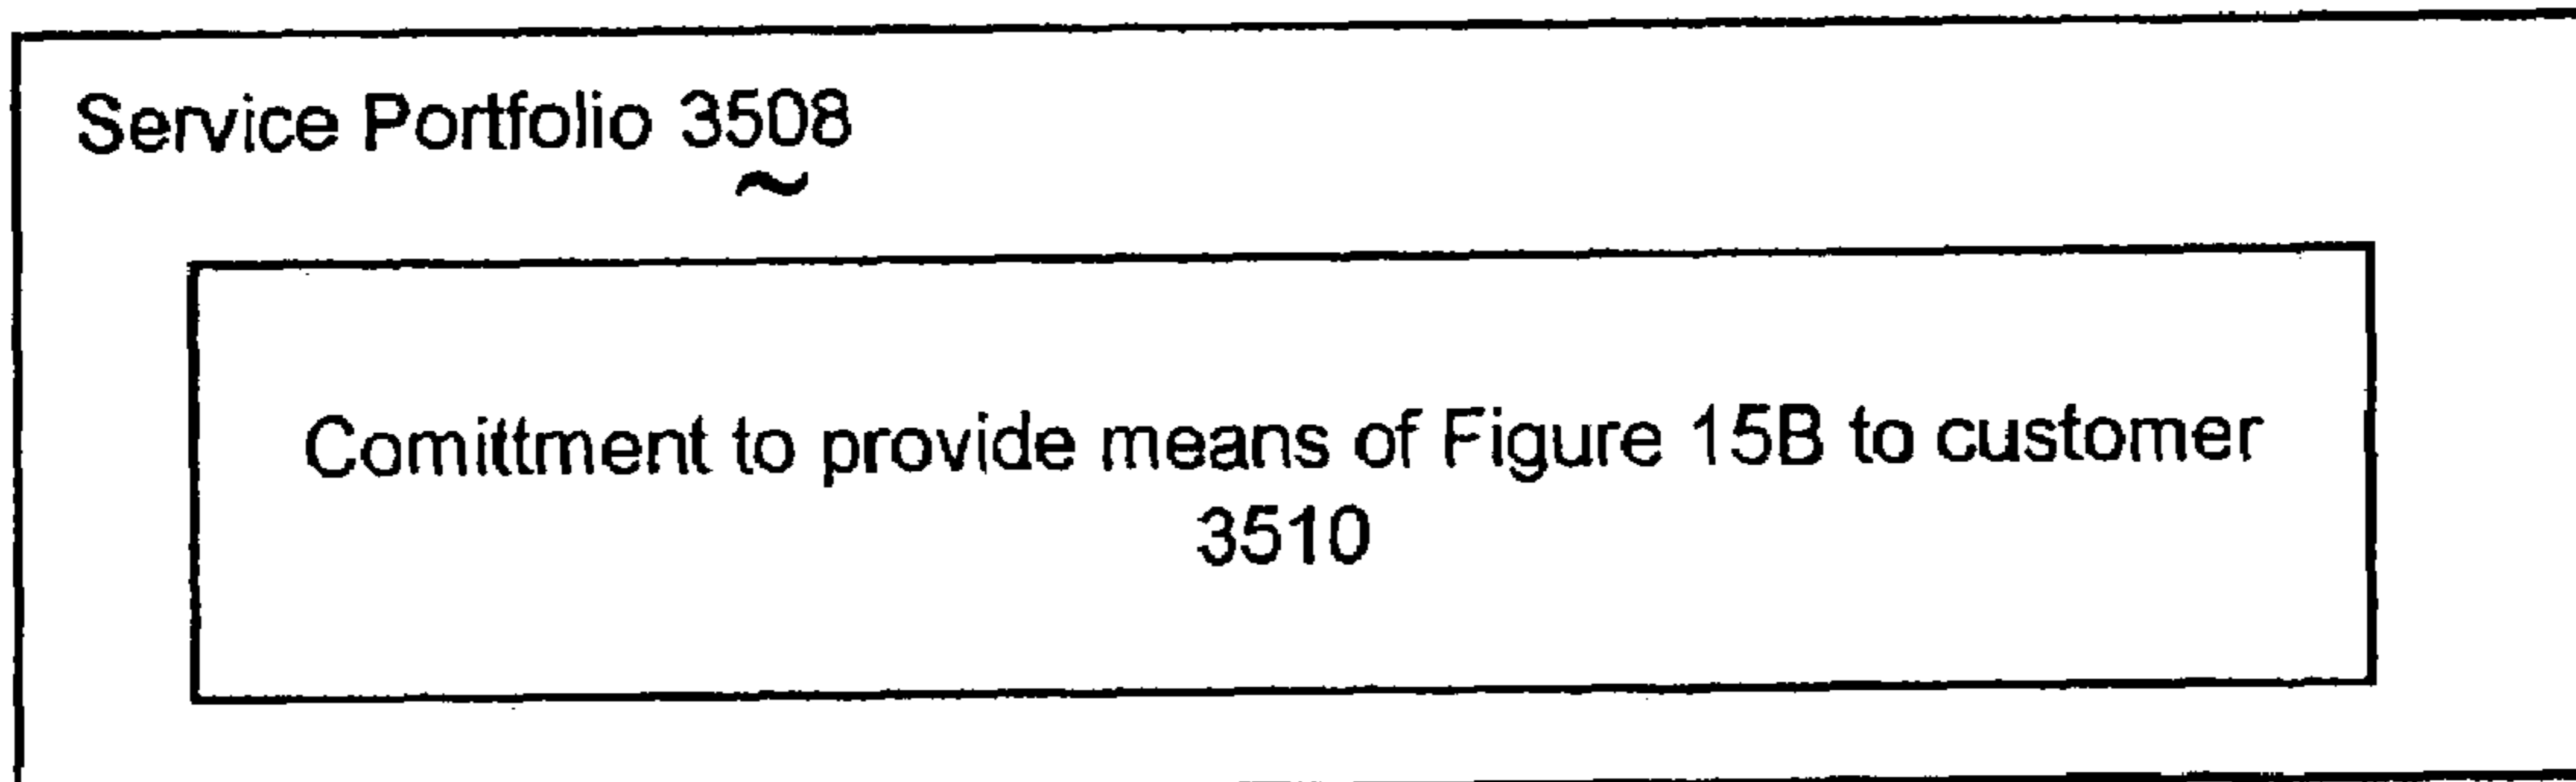 Service Portfolio 3508
Comittment to provide means of Figure 15B to customer
3510